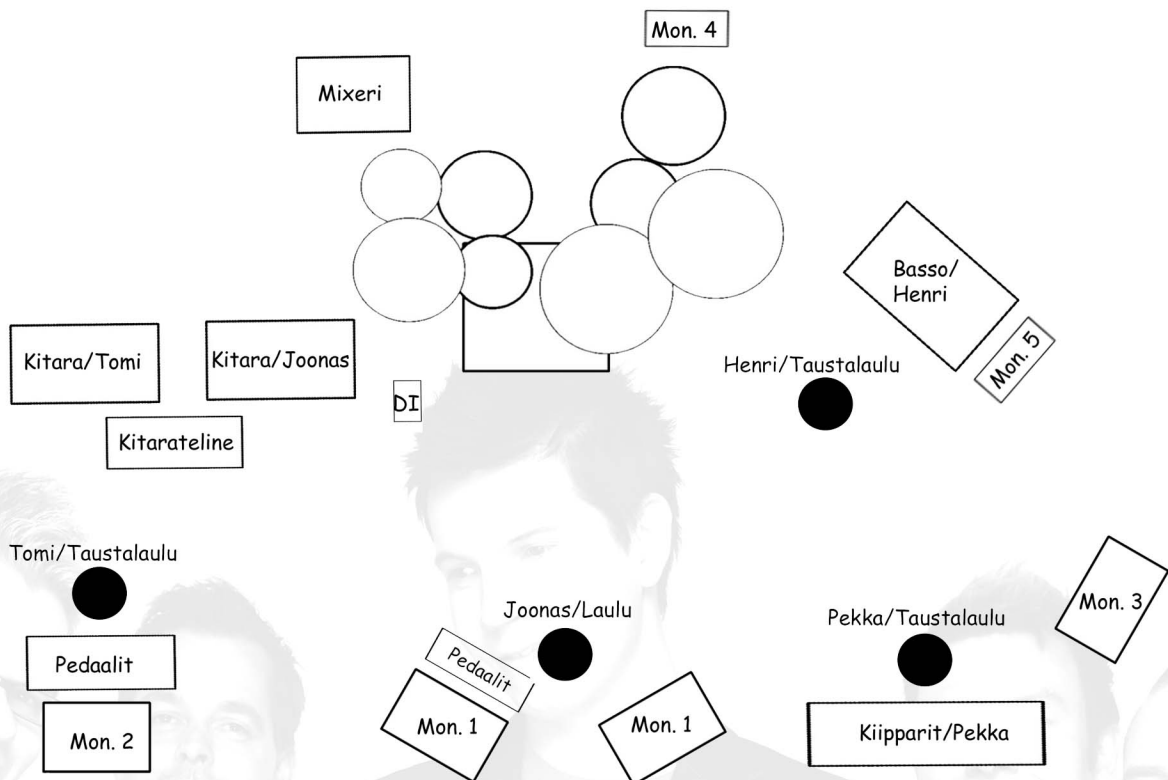 Mon. 4
Mixeri
Basso/
Henri
Kitara/Tomi
Kitara/Joonas
Henri/Taustalaulu
Mon. 5
DI
Kitarateline
Tomi/Taustalaulu
Joonas/Laulu
Pekka/Taustalaulu
Mon. 3
Pedaalit
Pedaalit
Mon. 2
Mon. 1
Mon. 1
Kiipparit/Pekka